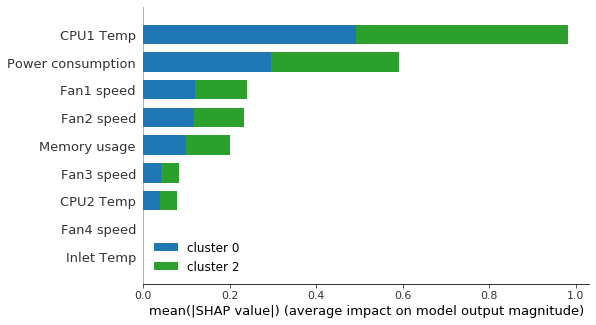 CPU1 Temp
Power consumption
Fan1 speed
Fan2 speed
Memory usage
Fan3 speed
CPU2 Temp
Fan4 speed
Inlet Temp
cluster 0
cluster 2
0.0 0.2 0.4 0.6 0.8 1.0
mean(|SHAP value|) (average impact on model output magnitude)